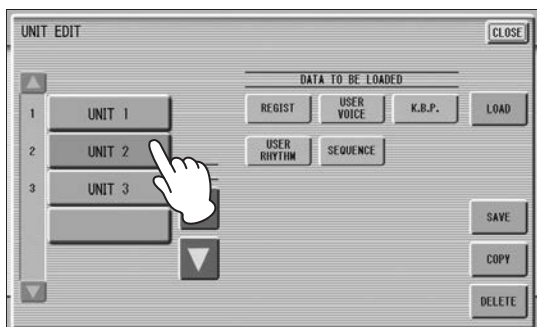 UNIT EDIT
CLOSE
DATA TO BE LOADED
1 UNIT 1
REGIST
USER
VOICE
K.B.P.
LOAD
2 UNIT 2
USER
RHYTHM
SEQUENCE
3 UNIT 3
SAVE
COPY
DELETE